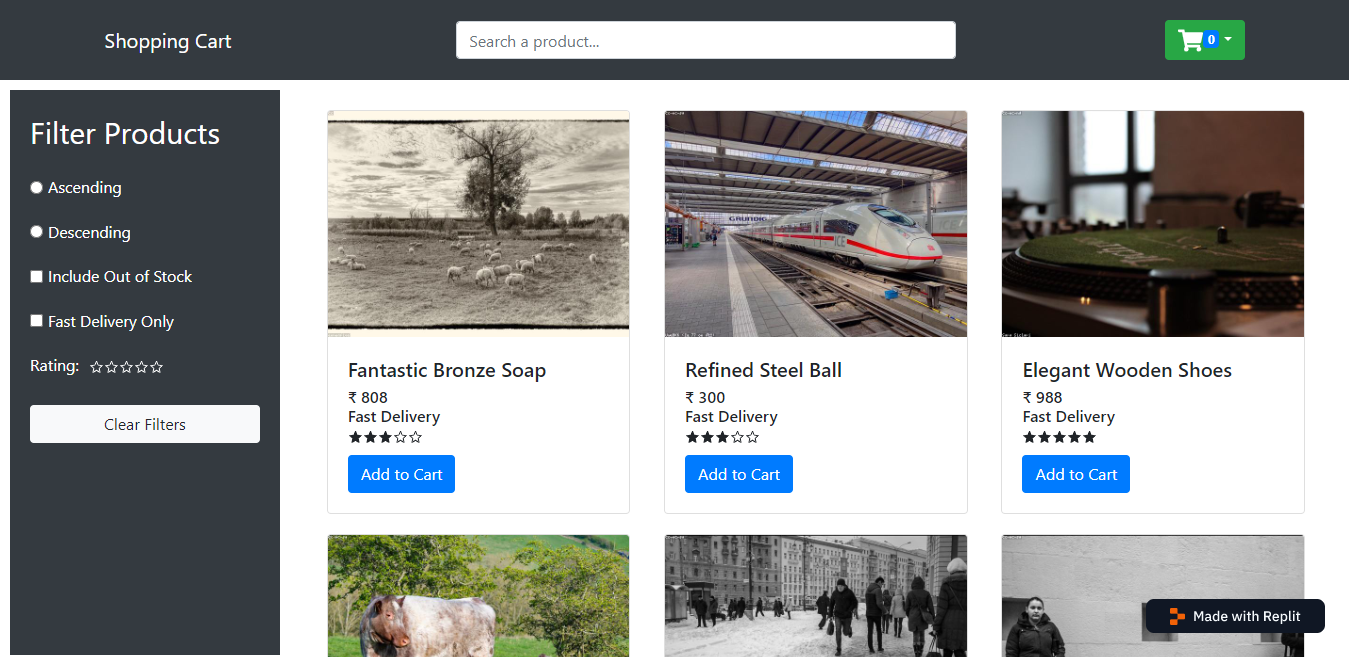 Shopping Cart
Search a product...
0
Filter Products
Ascending
Descending
Include Out of Stock
Fast Delivery Only
Rating:
Clear Filters
GRUNDIG
ICE
Fantastic Bronze Soap
₹ 808
Fast Delivery
Add to Cart
Refined Steel Ball
₹ 300
Fast Delivery
Add to Cart
Elegant Wooden Shoes
₹ 988
Fast Delivery
Add to Cart
Made with Replit